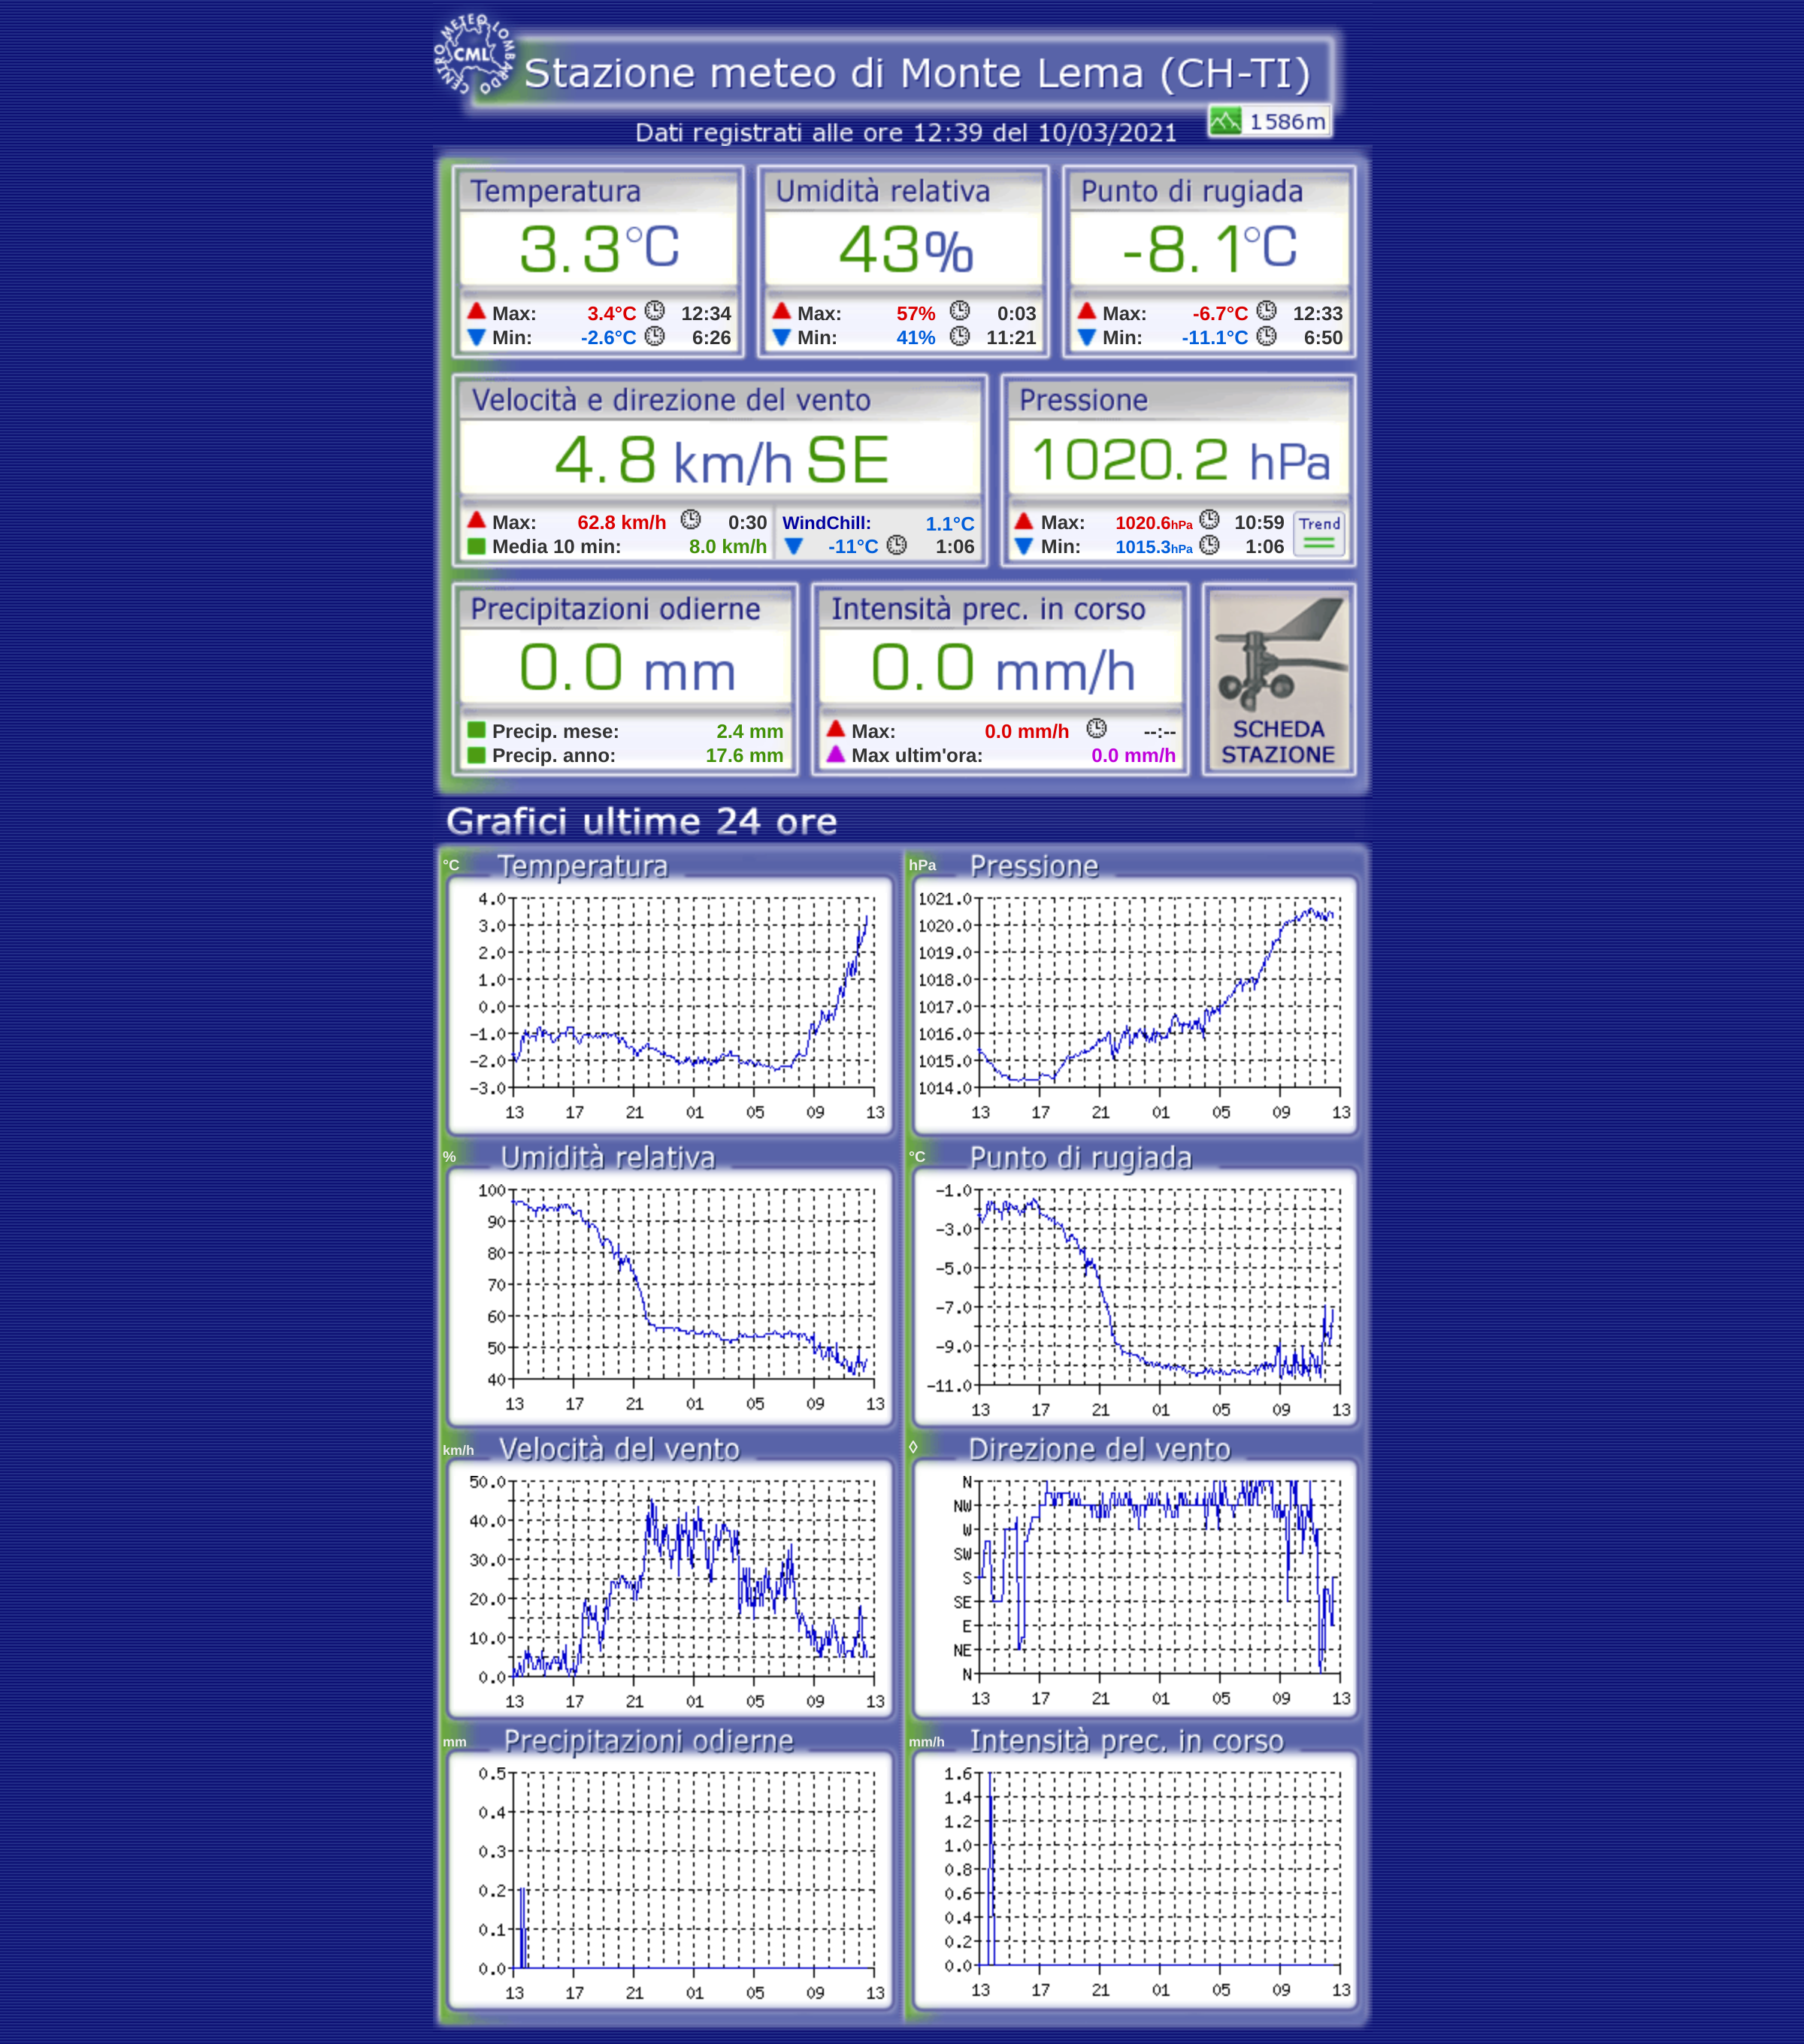 CENTRO METEO LOMBARDO
CML
Stazione meteo di Monte Lema (CH-TI)
1586m
Dati registrati alle ore 12:39 del 10/03/2021
Temperatura Umidità relativa Punto di rugiada
3.3°C 43% -8.1°C
Max: 3.4°C 12:34 Max: 57% 0:03 Max: -6.7°C 12:33
Min: -2.6°C 6:26 Min: 41% 11:21 Min: -11.1°C 6:50
Velocità e direzione del vento Pressione
4.8 km/h SE 1020.2 hPa
Max: 62.8 km/h 0:30 WindChill: 1.1°C Max: 1020.6hPa 10:59 Trend
Media 10 min: 8.0 km/h -11°C 1:06 Min: 1015.3hPa 1:06
Precipitazioni odierne Intensità prec. in corso
0.0 mm 0.0 mm/h
Precip. mese: 2.4 mm Max: 0.0 mm/h --:-- SCHEDA
Precip. anno: 17.6 mm Max ultim'ora: 0.0 mm/h STAZIONE
Grafici ultime 24 ore
°C Temperatura
4.0
3.0
2.0
1.0
0.0
-1.0
-2.0
-3.0
13 17 21 01 05 09 13
hPa Pressione
1021.0
1020.0
1019.0
1018.0
1017.0
1016.0
1015.0
1014.0
13 17 21 01 05 09 13
% Umidità relativa
100
90
80
70
60
50
40
13 17 21 01 05 09 13
°C Punto di rugiada
-1.0
-3.0
-5.0
-7.0
-9.0
-11.0
13 17 21 01 05 09 13
km/h Velocità del vento
50.0
40.0
30.0
20.0
10.0
0.0
13 17 21 01 05 09 13
◊ Direzione del vento
N
NW
W
SW
S
SE
E
NE
N
13 17 21 01 05 09 13
mm Precipitazioni odierne
0.5
0.4
0.3
0.2
0.1
0.0
13 17 21 01 05 09 13
mm/h Intensità prec. in corso
1.6
1.4
1.2
1.0
0.8
0.6
0.4
0.2
0.0
13 17 21 01 05 09 13